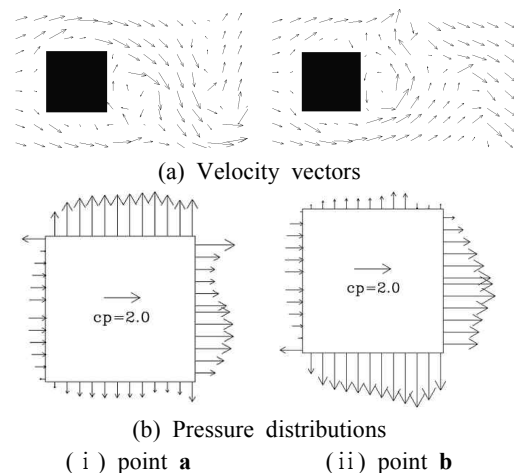 (a) Velocity vectors
cp=2.0
cp=2.0
(b) Pressure distributions
(ⅰ) point a
(ⅱ) point b